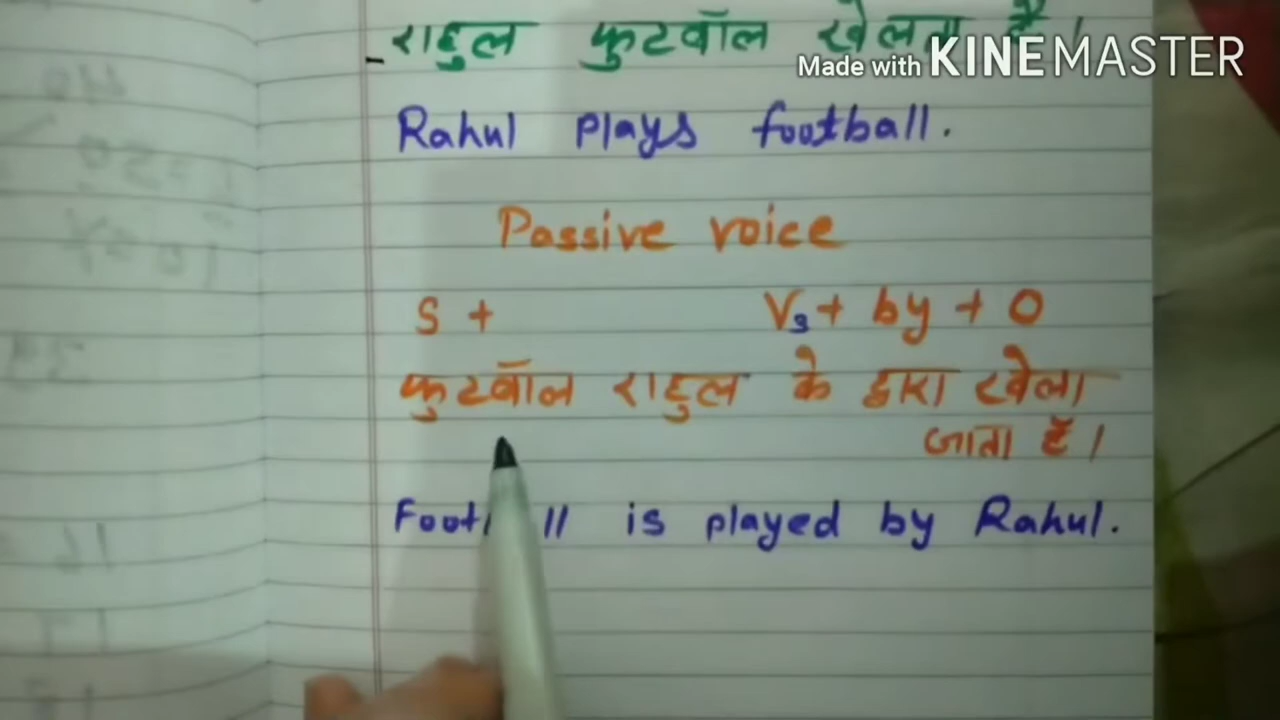 राहुल फुटबॉल खेलता है।
Made with KINEMASTER
Rahul plays football.
Passive voice
S + V3 + by + O
फुटबॉल राहुल के द्वारा खेला
जाता है।
is played by Rahul.